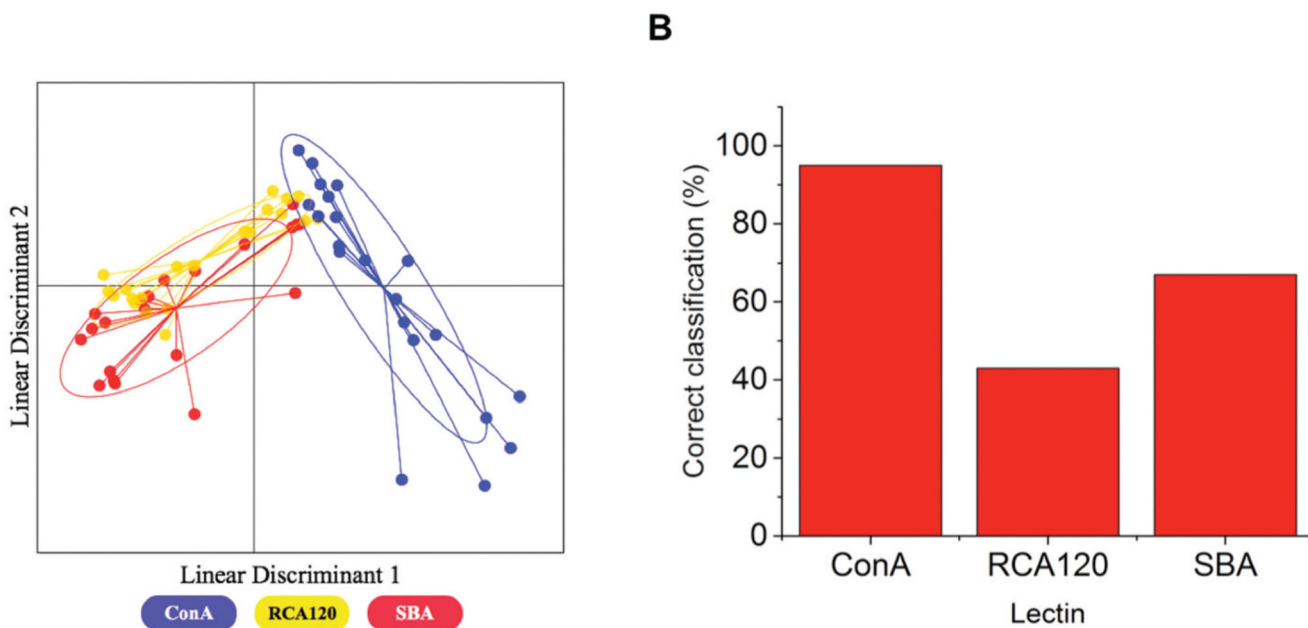 B
Linear Discriminant 2
Linear Discriminant 1
ConA RCA120 SBA
Correct classification (%)
100
80
60
40
20
0
ConA RCA120 SBA
Lectin